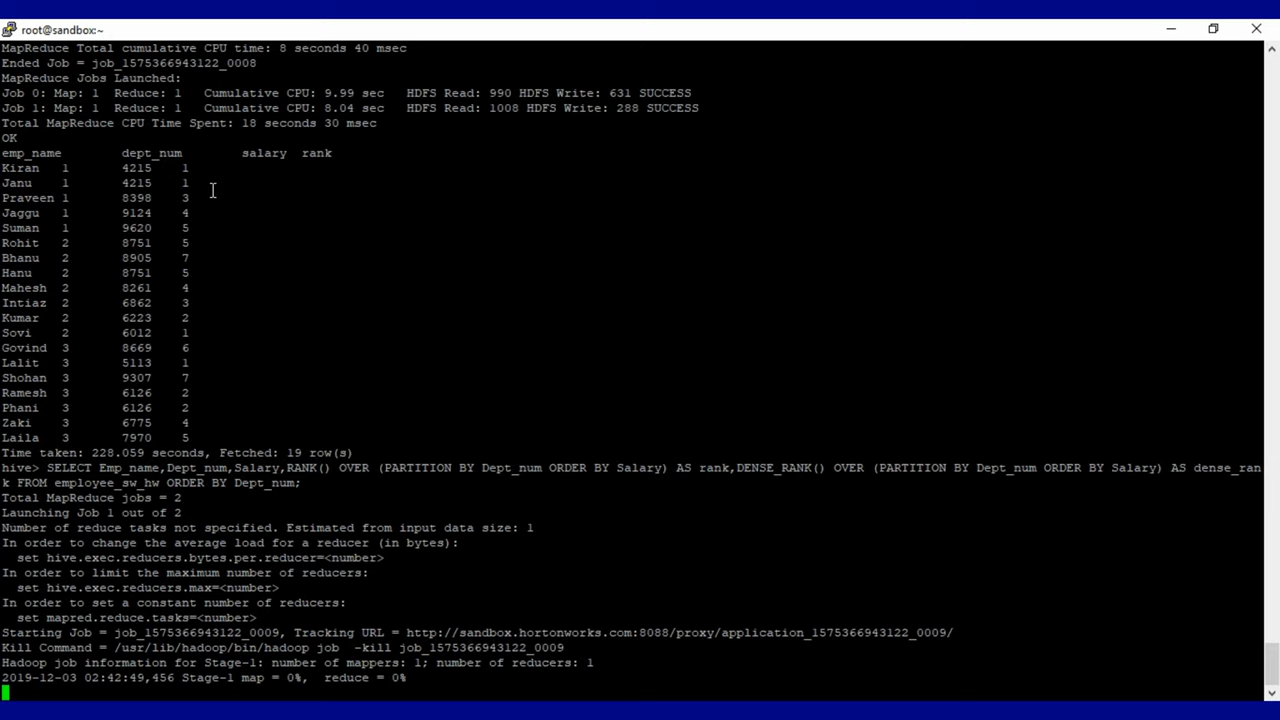 root@sandbox:~
MapReduce Total cumulative CPU time: 8 seconds 40 msec
Ended Job = job_1575366943122_0008
MapReduce Jobs Launched:
Job 0: Map: 1  Reduce: 1   Cumulative CPU: 9.99 sec   HDFS Read: 990 HDFS Write: 631 SUCCESS
Job 1: Map: 1  Reduce: 1   Cumulative CPU: 8.04 sec   HDFS Read: 1008 HDFS Write: 288 SUCCESS
Total MapReduce CPU Time Spent: 18 seconds 30 msec
OK
emp_name        dept_num        salary  rank
Kiran   1       4215    1
Janu    1       4215    1
Praveen 1       8398    3
Jaggu   1       9124    4
Suman   1       9620    5
Rohit   2       8751    5
Bhanu   2       8905    7
Hanu    2       8751    5
Mahesh  2       8261    4
Intiaz  2       6862    3
Kumar   2       6223    2
Sovi    2       6012    1
Govind  3       8669    6
Lalit   3       5113    1
Shohan  3       9307    7
Ramesh  3       6126    2
Phani   3       6126    2
Zaki    3       6775    4
Laila   3       7970    5
Time taken: 228.059 seconds, Fetched: 19 row(s)
hive> SELECT Emp_name,Dept_num,Salary,RANK() OVER (PARTITION BY Dept_num ORDER BY Salary) AS rank,DENSE_RANK() OVER (PARTITION BY Dept_num ORDER BY Salary) AS dense_ran
k FROM employee_sw_hw ORDER BY Dept_num;
Total MapReduce jobs = 2
Launching Job 1 out of 2
Number of reduce tasks not specified. Estimated from input data size: 1
In order to change the average load for a reducer (in bytes):
  set hive.exec.reducers.bytes.per.reducer=<number>
In order to limit the maximum number of reducers:
  set hive.exec.reducers.max=<number>
In order to set a constant number of reducers:
  set mapred.reduce.tasks=<number>
Starting Job = job_1575366943122_0009, Tracking URL = http://sandbox.hortonworks.com:8088/proxy/application_1575366943122_0009/
Kill Command = /usr/lib/hadoop/bin/hadoop job  -kill job_1575366943122_0009
Hadoop job information for Stage-1: number of mappers: 1; number of reducers: 1
2019-12-03 02:42:49,456 Stage-1 map = 0%,  reduce = 0%